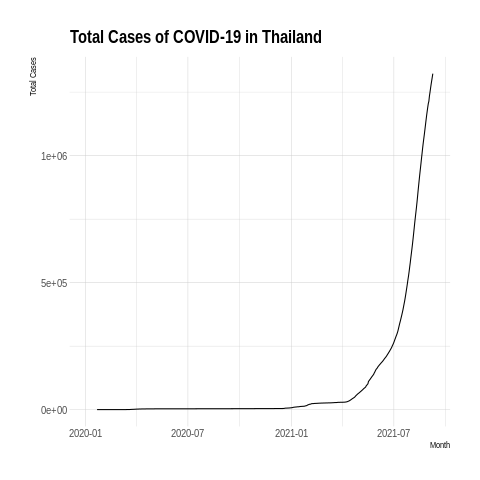 Total Cases of COVID-19 in Thailand
Total Cases
1e+06
5e+05
0e+00
2020-01 2020-07 2021-01 2021-07
Month